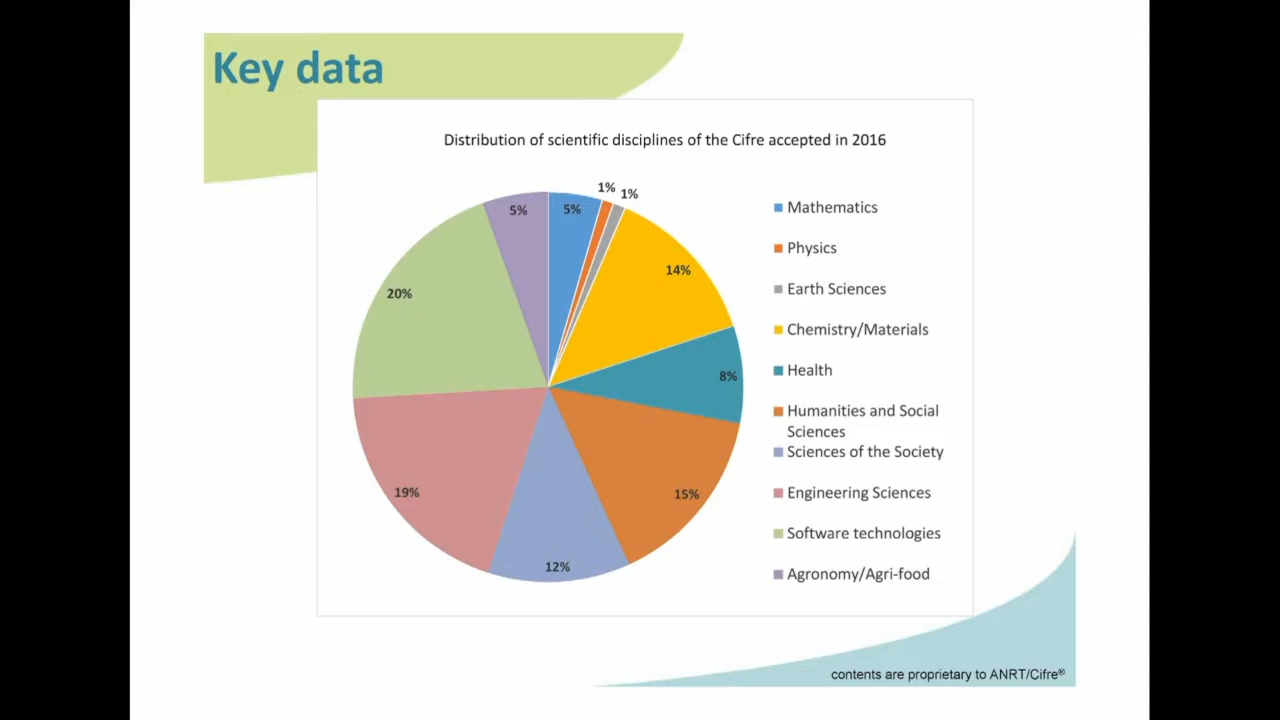 Key data
Distribution of scientific disciplines of the Cifre accepted in 2016
1%
1%
5%
5%
14%
20%
8%
19%
15%
12%
Mathematics
Physics
Earth Sciences
Chemistry/Materials
Health
Humanities and Social
Sciences
Sciences of the Society
Engineering Sciences
Software technologies
Agronomy/Agri-food
contents are proprietary to ANRT/Cifre®